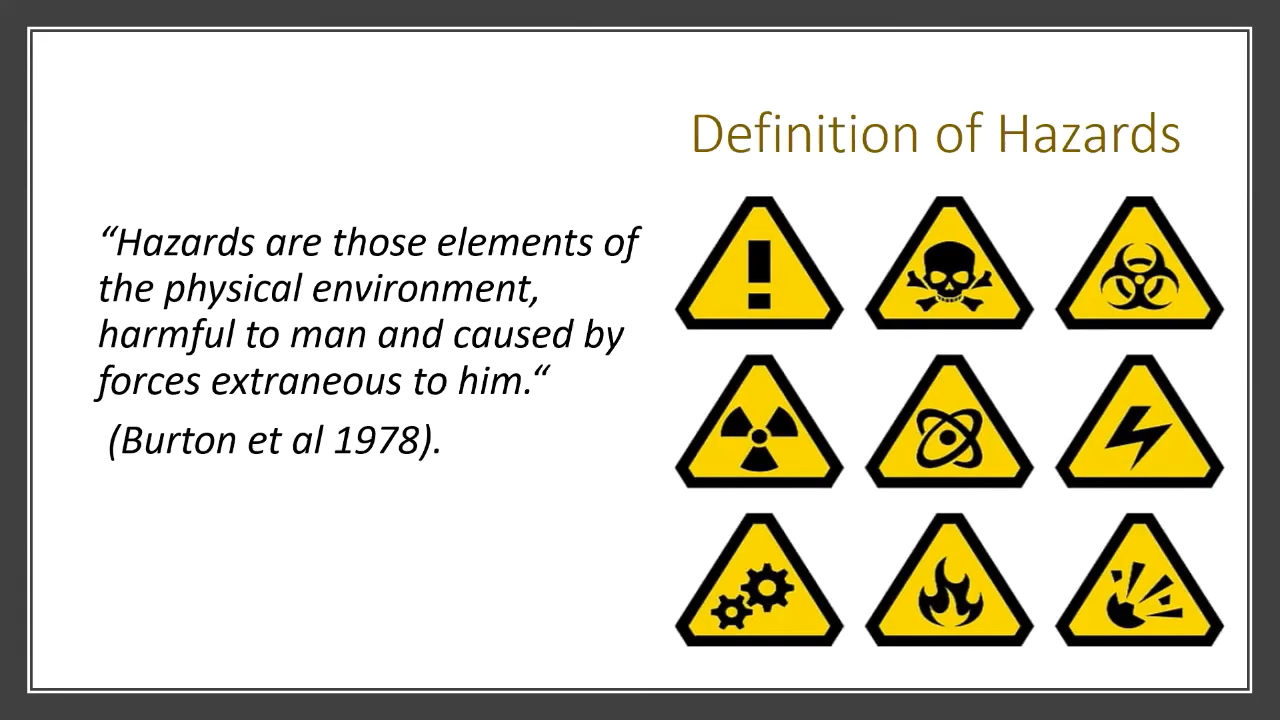 Definition of Hazards
“Hazards are those elements of
the physical environment,
harmful to man and caused by
forces extraneous to him.“
(Burton et al 1978).